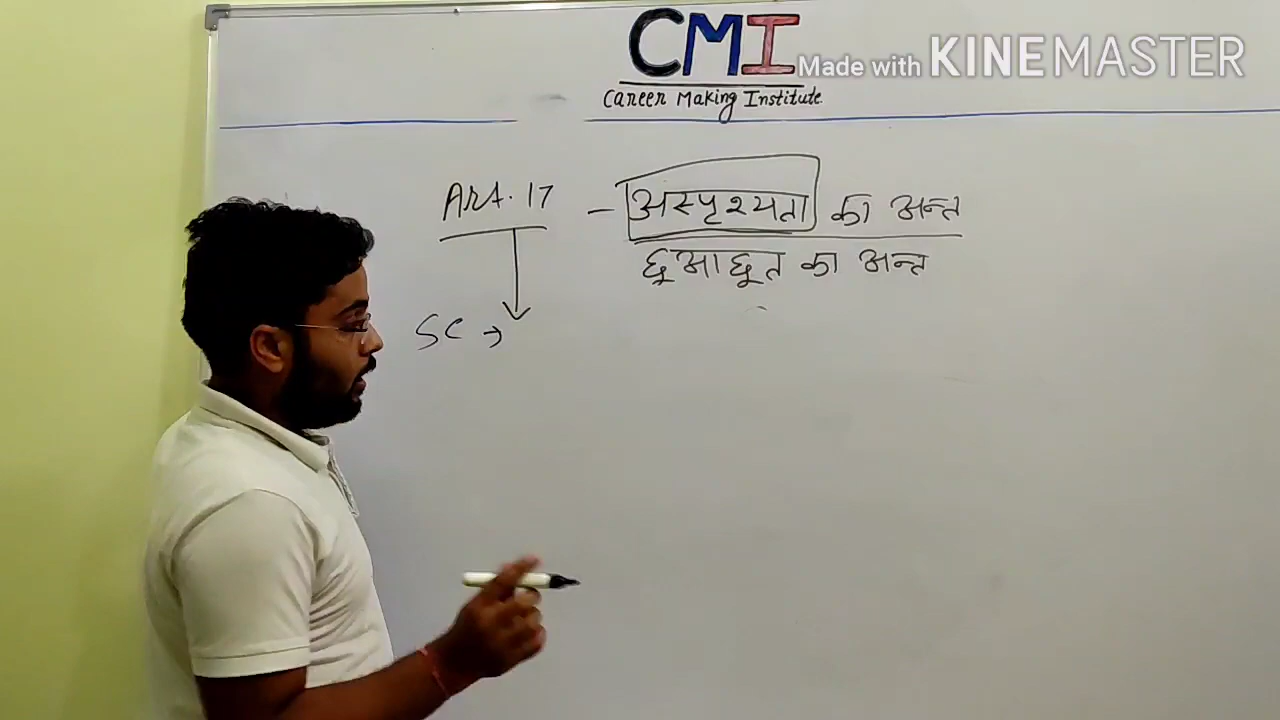 CMI
Made with KINEMASTER
Career Making Institute
Art. 17 - अस्पृश्यता का अन्त
छूआछूत का अन्त
SC →